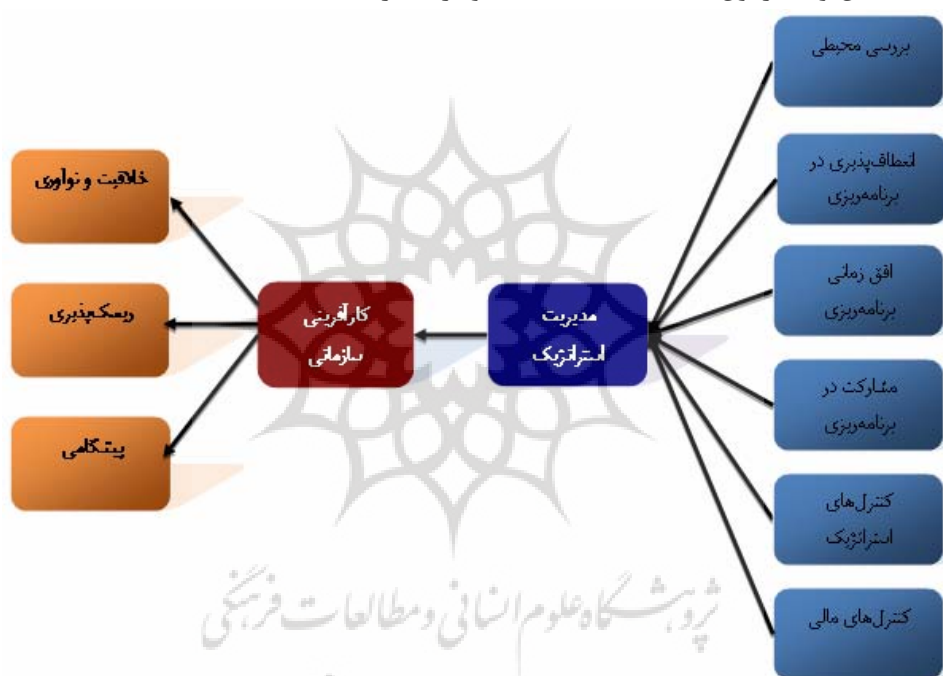 بررسی محیطی
انعطاف‌پذیری در
برنامه‌ریزی
افق زمانی
برنامه‌ریزی
مشارکت در
برنامه‌ریزی
کنترل‌های
استراتژیک
کنترل‌های مالی
مدیریت
استراتژیک
کارآفرینی
سازمانی
خلاقیت و نوآوری
ریسک‌پذیری
پیشگامی
پژوهشگاه علوم انسانی و مطالعات فرهنگی